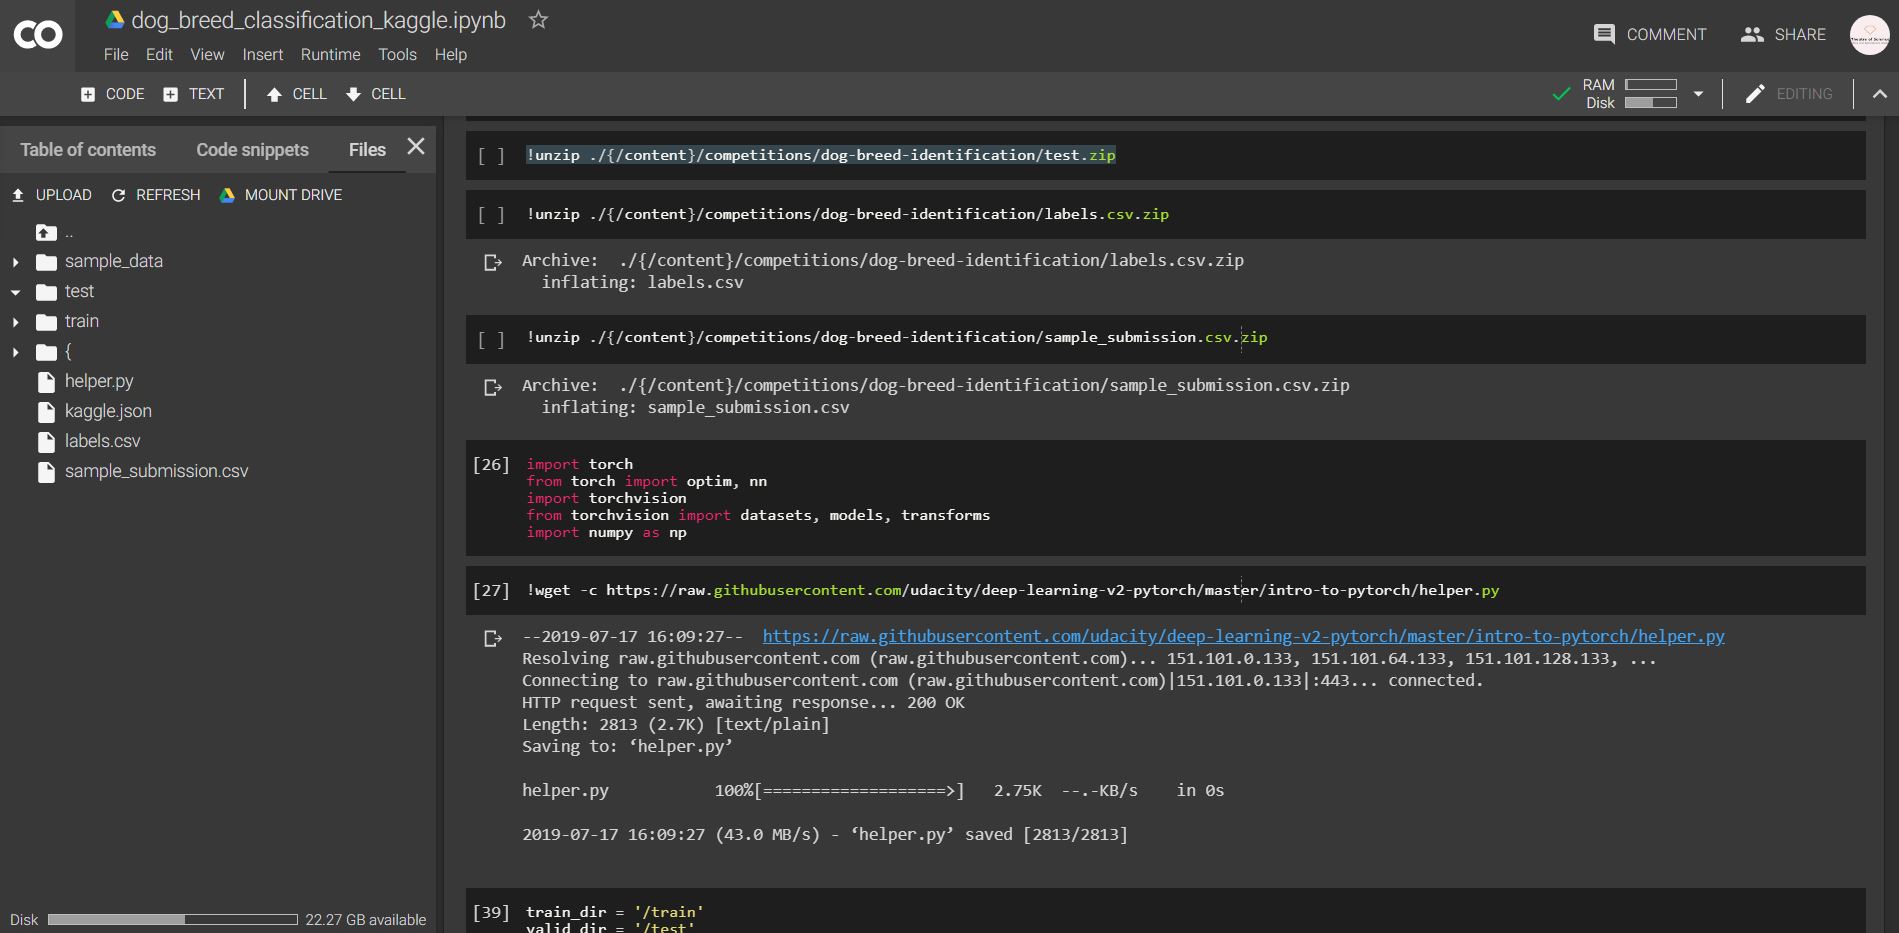 CO
dog_breed_classification_kaggle.ipynb
File Edit View Insert Runtime Tools Help
COMMENT SHARE
CODE TEXT CELL CELL
RAM
Disk
EDITING
Table of contents Code snippets Files
UPLOAD REFRESH MOUNT DRIVE
..
sample_data
test
train
{
helper.py
kaggle.json
labels.csv
sample_submission.csv
Disk 22.27 GB available
[ ] !unzip ./{/content}/competitions/dog-breed-identification/test.zip
[ ] !unzip ./{/content}/competitions/dog-breed-identification/labels.csv.zip
Archive:  ./{/content}/competitions/dog-breed-identification/labels.csv.zip
  inflating: labels.csv
[ ] !unzip ./{/content}/competitions/dog-breed-identification/sample_submission.csv.zip
Archive:  ./{/content}/competitions/dog-breed-identification/sample_submission.csv.zip
  inflating: sample_submission.csv
[26] import torch
from torch import optim, nn
import torchvision
from torchvision import datasets, models, transforms
import numpy as np
[27] !wget -c https://raw.githubusercontent.com/udacity/deep-learning-v2-pytorch/master/intro-to-pytorch/helper.py
--2019-07-17 16:09:27--  https://raw.githubusercontent.com/udacity/deep-learning-v2-pytorch/master/intro-to-pytorch/helper.py
Resolving raw.githubusercontent.com (raw.githubusercontent.com)... 151.101.0.133, 151.101.64.133, 151.101.128.133, ...
Connecting to raw.githubusercontent.com (raw.githubusercontent.com)|151.101.0.133|:443... connected.
HTTP request sent, awaiting response... 200 OK
Length: 2813 (2.7K) [text/plain]
Saving to: ‘helper.py’
helper.py           100%[===================>]   2.75K  --.-KB/s    in 0s
2019-07-17 16:09:27 (43.0 MB/s) - ‘helper.py’ saved [2813/2813]
[39] train_dir = '/train'
valid_dir = '/test'